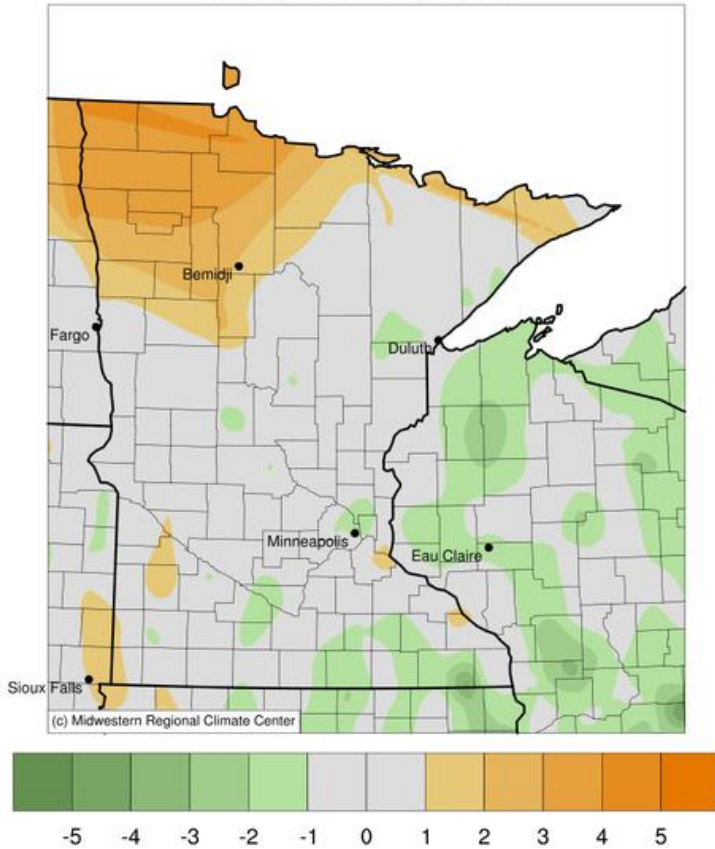 Bemidji
Fargo
Duluth
Minneapolis
Eau Claire
Sioux Falls
(c) Midwestern Regional Climate Center
-5 -4 -3 -2 -1 0 1 2 3 4 5